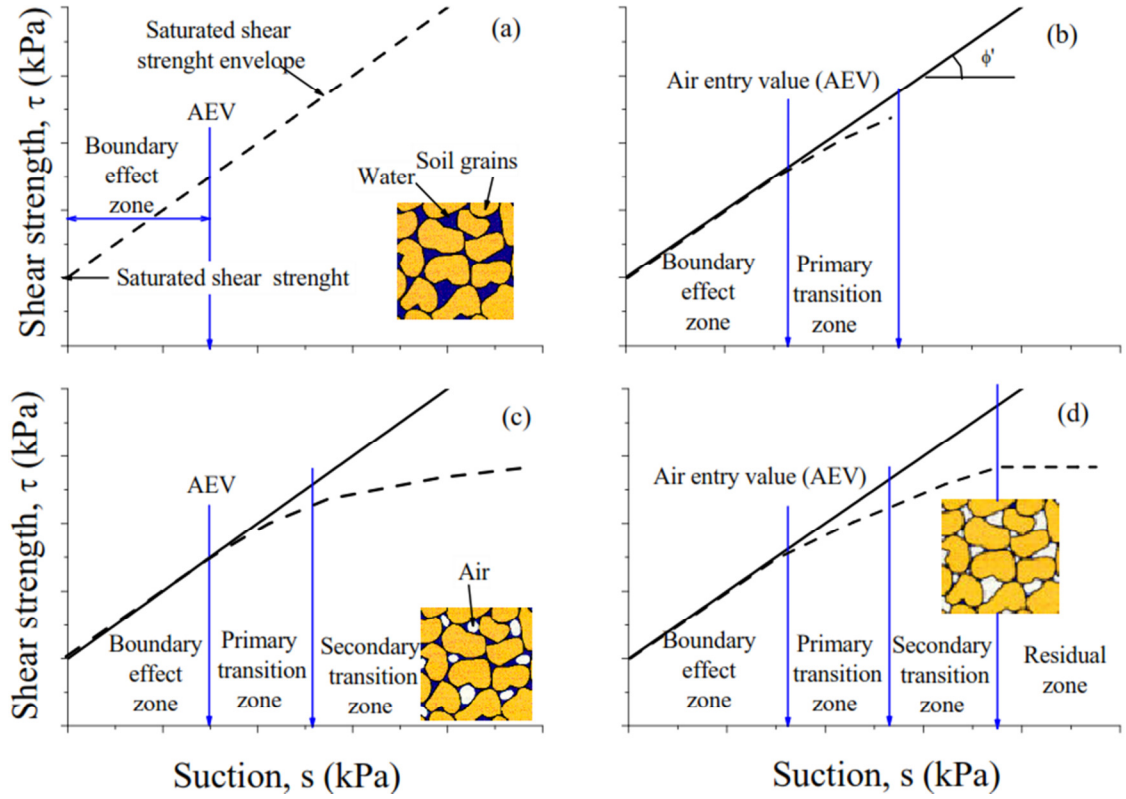 Shear strength, τ (kPa)
(a)
Saturated shear
strenght envelope
AEV
Boundary
effect
zone
Soil grains
Water
Saturated shear strenght
(b)
ϕ'
Air entry value (AEV)
Boundary
effect
zone
Primary
transition
zone
Shear strength, τ (kPa)
(c)
AEV
Air
Boundary
effect
zone
Primary
transition
zone
Secondary
transition
zone
Suction, s (kPa)
(d)
Air entry value (AEV)
Boundary
effect
zone
Primary
transition
zone
Secondary
transition
zone
Residual
zone
Suction, s (kPa)